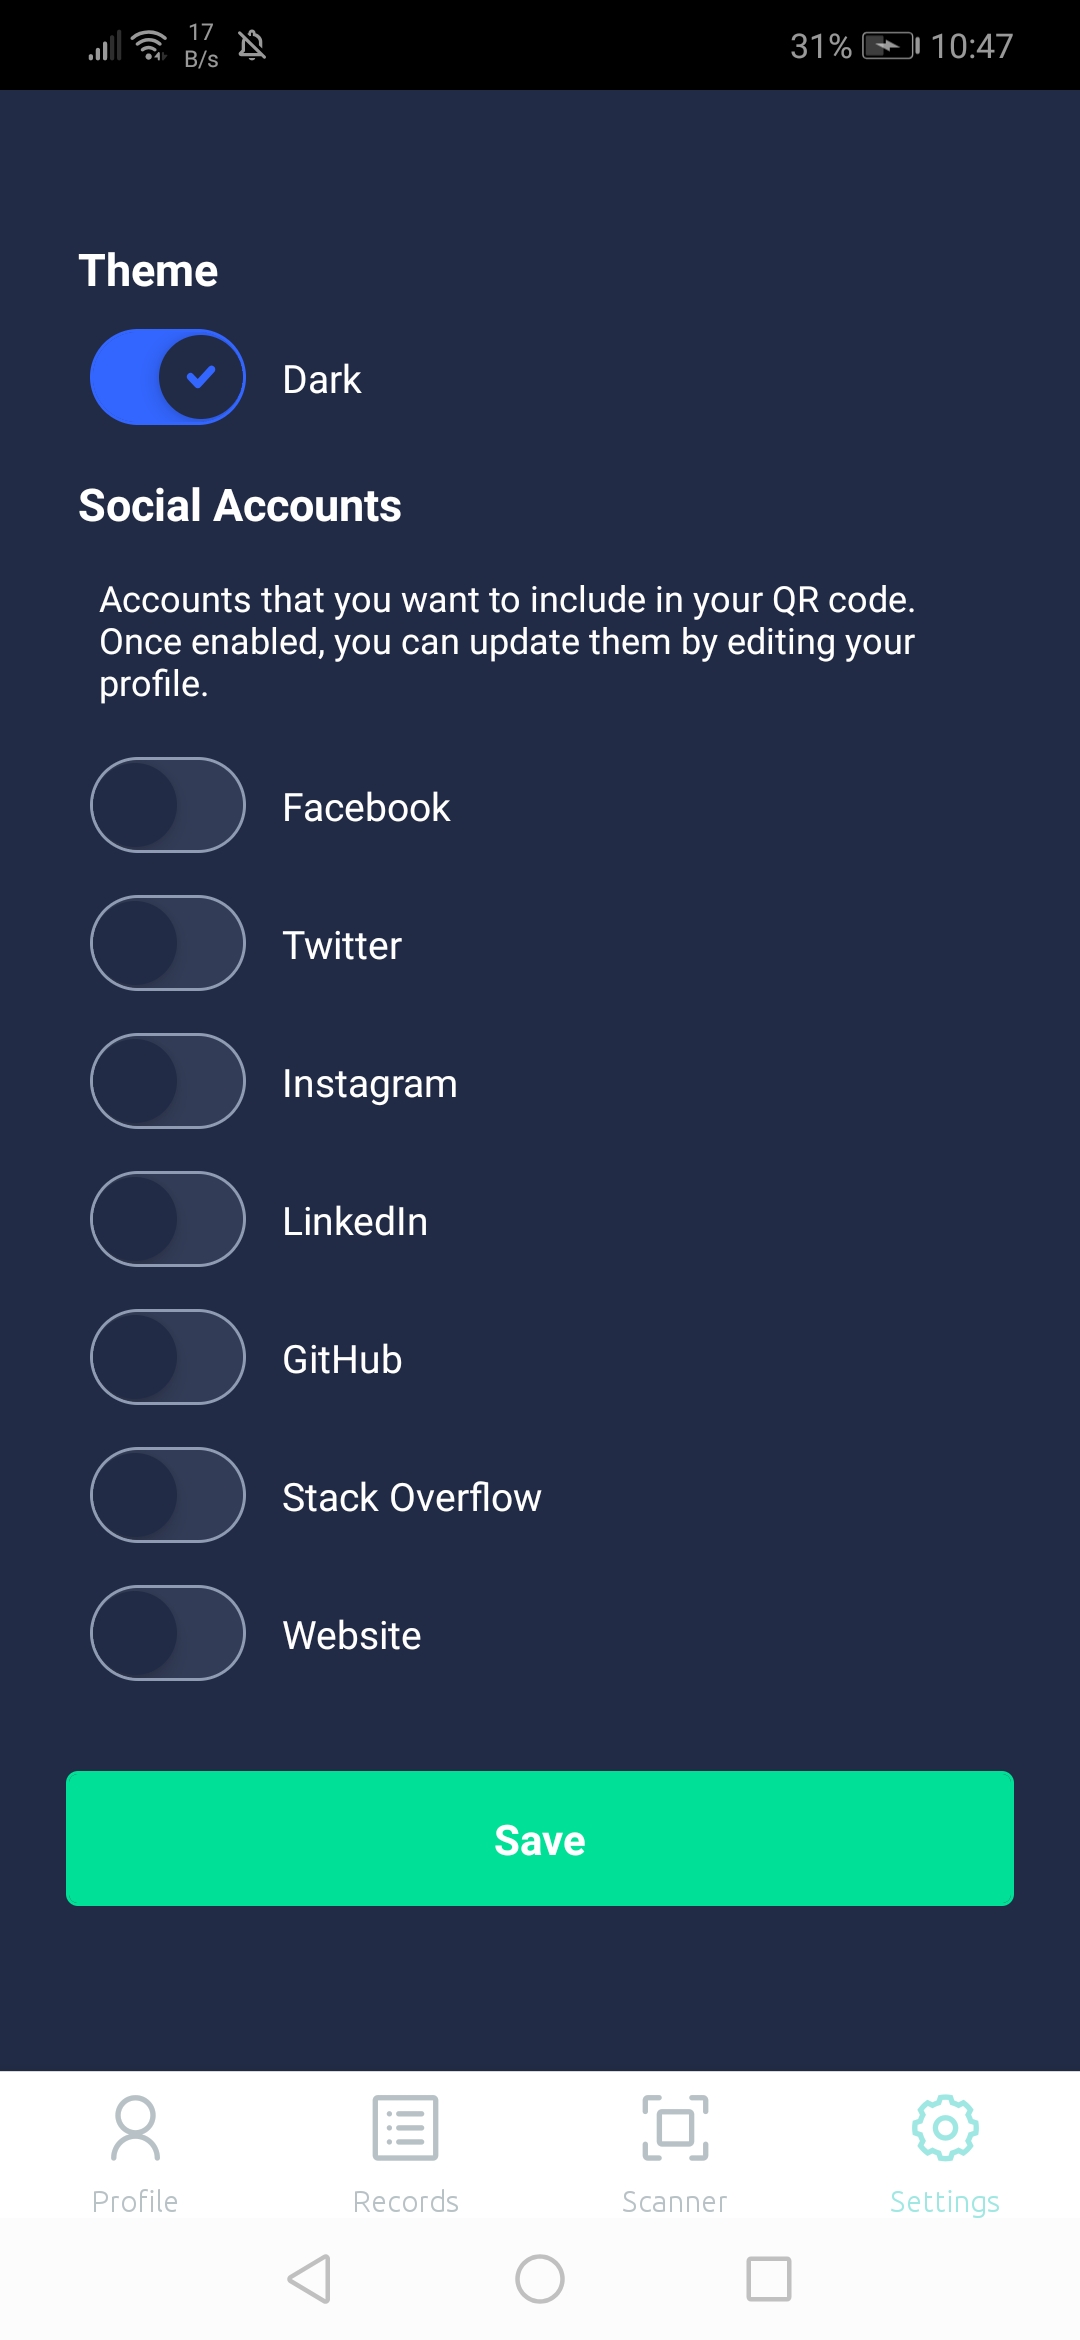 17
B/s
31%
10:47
Theme
Dark
Social Accounts
Accounts that you want to include in your QR code.
Once enabled, you can update them by editing your
profile.
Facebook
Twitter
Instagram
LinkedIn
GitHub
Stack Overflow
Website
Save
Profile
Records
Scanner
Settings